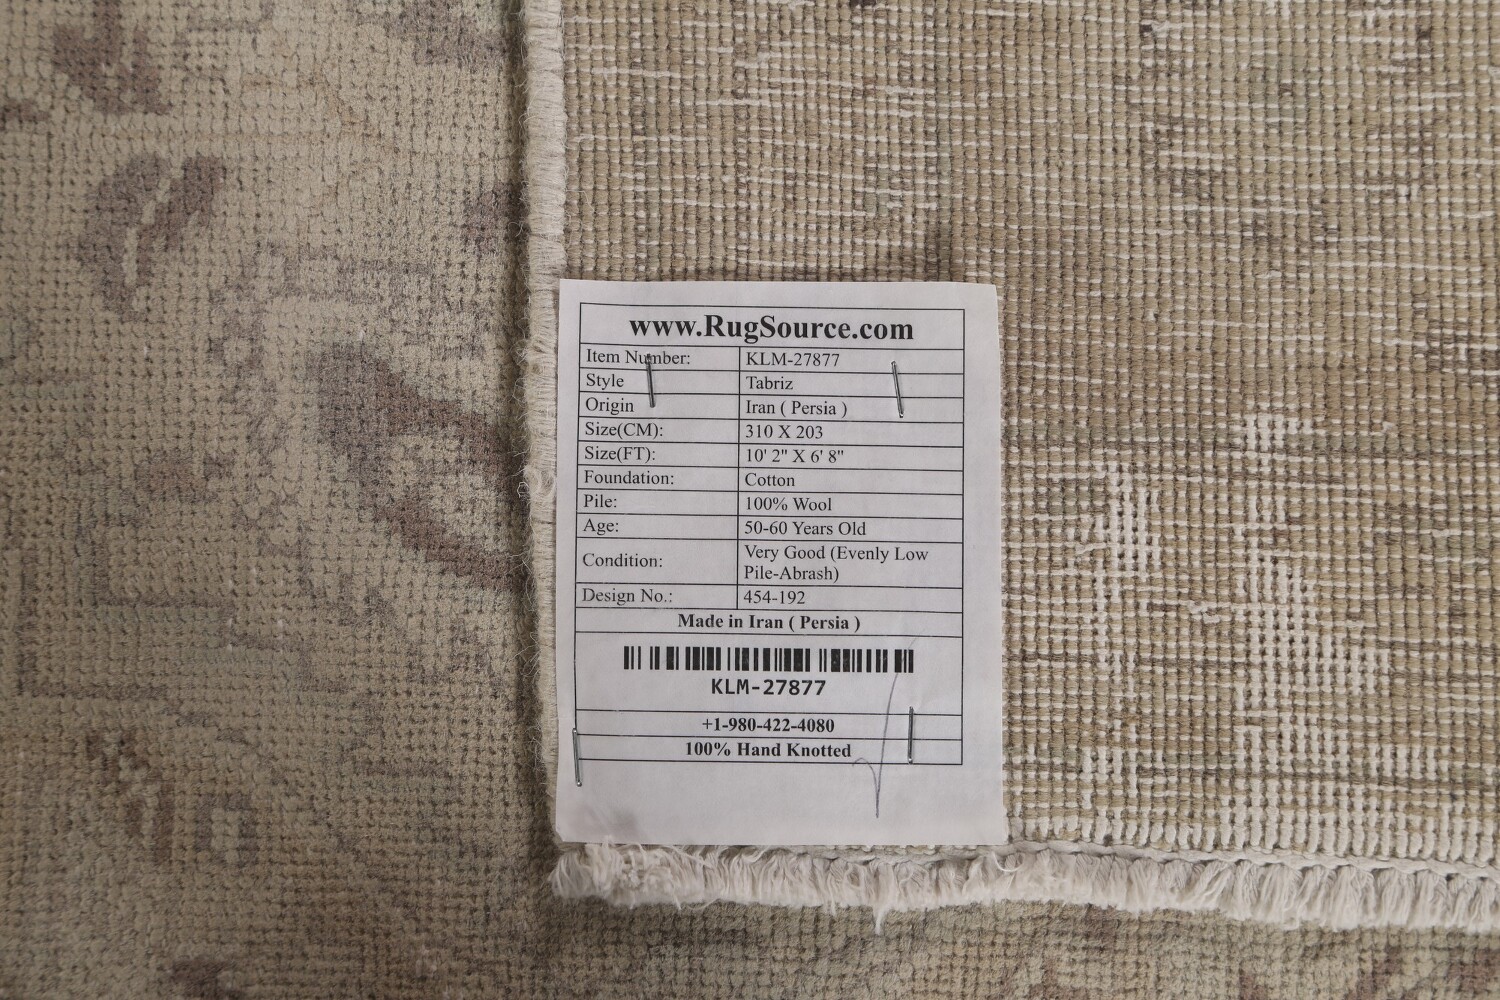 www.RugSource.com
Item Number: KLM-27877
Style Tabriz
Origin Iran ( Persia )
Size(CM): 310 X 203
Size(FT): 10' 2" X 6' 8"
Foundation: Cotton
Pile: 100% Wool
Age: 50-60 Years Old
Condition: Very Good (Evenly Low
Pile-Abrash)
Design No.: 454-192
Made in Iran ( Persia )
KLM-27877
+1-980-422-4080
100% Hand Knotted